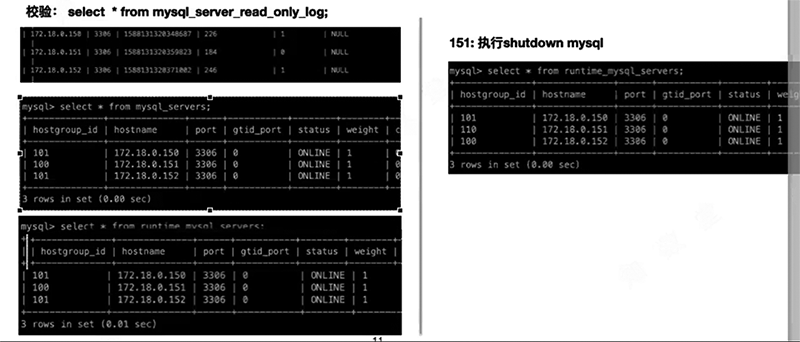 校验： select * from mysql_server_read_only_log;
| 172.18.0.150 | 3306 | 1588131320348687 | 226 | 1 | NULL
|
| 172.18.0.151 | 3306 | 1588131320359823 | 184 | 0 | NULL
|
| 172.18.0.152 | 3306 | 1588131320371002 | 246 | 1 | NULL
mysql> select * from mysql_servers;
| hostgroup_id | hostname | port | gtid_port | status | weight | c
| 101 | 172.18.0.150 | 3306 | 0 | ONLINE | 1 | 0
| 100 | 172.18.0.151 | 3306 | 0 | ONLINE | 1 | 0
| 101 | 172.18.0.152 | 3306 | 0 | ONLINE | 1 | 0
3 rows in set (0.00 sec)
mysql> select * from runtime_mysql_servers;
| hostgroup_id | hostname | port | gtid_port | status | weight |
| 101 | 172.18.0.150 | 3306 | 0 | ONLINE | 1
| 100 | 172.18.0.151 | 3306 | 0 | ONLINE | 1
| 101 | 172.18.0.152 | 3306 | 0 | ONLINE | 1
3 rows in set (0.01 sec)
151: 执行shutdown mysql
mysql> select * from runtime_mysql_servers;
| hostgroup_id | hostname | port | gtid_port | status | weig
| 101 | 172.18.0.150 | 3306 | 0 | ONLINE | 1
| 110 | 172.18.0.151 | 3306 | 0 | ONLINE | 1
| 100 | 172.18.0.152 | 3306 | 0 | ONLINE | 1
3 rows in set (0.00 sec)
11